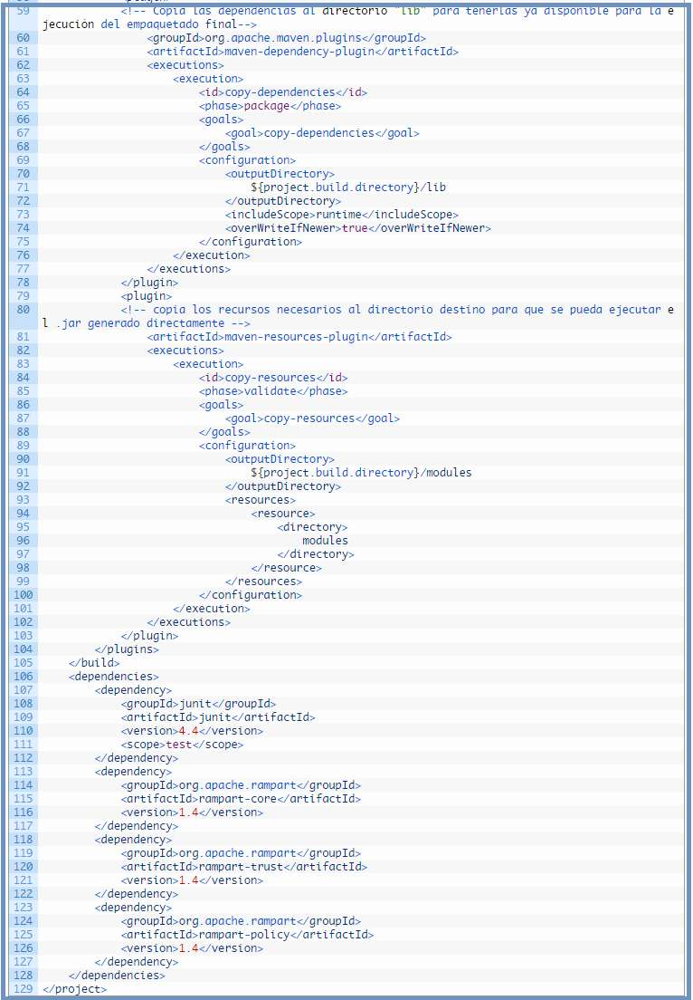 59 <!-- Copia las dependencias al directorio "lib" para tenerlas ya disponible para la e
jecución del empaquetado final-->
60 <groupId>org.apache.maven.plugins</groupId>
61 <artifactId>maven-dependency-plugin</artifactId>
62 <executions>
63 <execution>
64 <id>copy-dependencies</id>
65 <phase>package</phase>
66 <goals>
67 <goal>copy-dependencies</goal>
68 </goals>
69 <configuration>
70 <outputDirectory>
71 ${project.build.directory}/lib
72 </outputDirectory>
73 <includeScope>runtime</includeScope>
74 <overWriteIfNewer>true</overWriteIfNewer>
75 </configuration>
76 </execution>
77 </executions>
78 </plugin>
79 <plugin>
80 <!-- copia los recursos necesarios al directorio destino para que se pueda ejecutar e
l .jar generado directamente -->
81 <artifactId>maven-resources-plugin</artifactId>
82 <executions>
83 <execution>
84 <id>copy-resources</id>
85 <phase>validate</phase>
86 <goals>
87 <goal>copy-resources</goal>
88 </goals>
89 <configuration>
90 <outputDirectory>
91 ${project.build.directory}/modules
92 </outputDirectory>
93 <resources>
94 <resource>
95 <directory>
96 modules
97 </directory>
98 </resource>
99 </resources>
100 </configuration>
101 </execution>
102 </executions>
103 </plugin>
104 </plugins>
105 </build>
106 <dependencies>
107 <dependency>
108 <groupId>junit</groupId>
109 <artifactId>junit</artifactId>
110 <version>4.4</version>
111 <scope>test</scope>
112 </dependency>
113 <dependency>
114 <groupId>org.apache.rampart</groupId>
115 <artifactId>rampart-core</artifactId>
116 <version>1.4</version>
117 </dependency>
118 <dependency>
119 <groupId>org.apache.rampart</groupId>
120 <artifactId>rampart-trust</artifactId>
121 <version>1.4</version>
122 </dependency>
123 <dependency>
124 <groupId>org.apache.rampart</groupId>
125 <artifactId>rampart-policy</artifactId>
126 <version>1.4</version>
127 </dependency>
128 </dependencies>
129 </project>